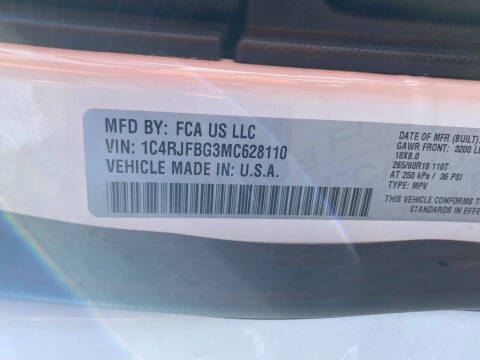 MFD BY: FCA US LLC
VIN: 1C4RJFBG3MC628110
VEHICLE MADE IN: U.S.A.
DATE OF MFR (BUILT)
GAWR FRONT: 3200 L
18X8.0
265/60R18 110T
AT 250 kPa / 36 PSI
TYPE: MPV
THIS VEHICLE CONFORMS
STANDARDS IN EFFE